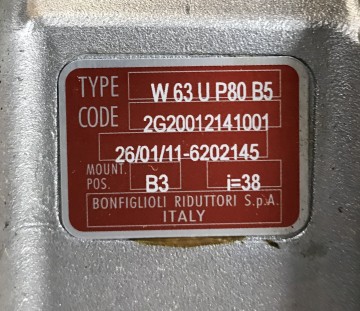 TYPE W 63 U P80 B5
CODE 2G20012141001
26/01/11-6202145
MOUNT. POS. B3 i=38
BONFIGLIOLI RIDUTTORI S.p.A.
ITALY